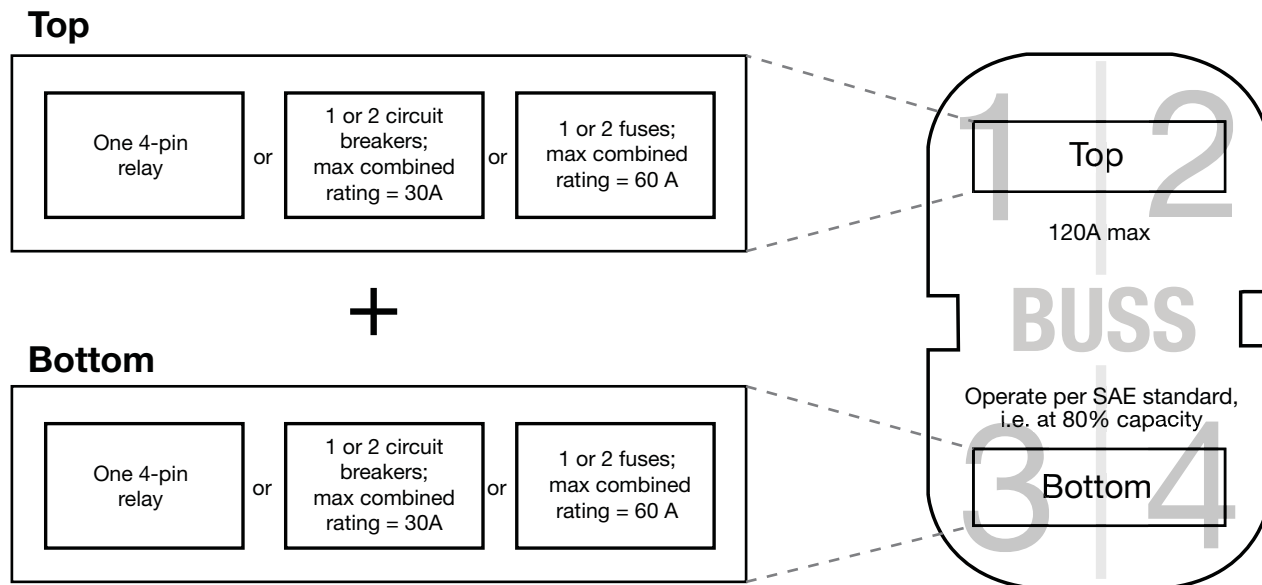 Top
One 4-pin
relay
or
1 or 2 circuit
breakers;
max combined
rating = 30A
or
1 or 2 fuses;
max combined
rating = 60 A
+
Bottom
One 4-pin
relay
or
1 or 2 circuit
breakers;
max combined
rating = 30A
or
1 or 2 fuses;
max combined
rating = 60 A
1 2
Top
120A max
BUSS
Operate per SAE standard,
i.e. at 80% capacity
3 4
Bottom